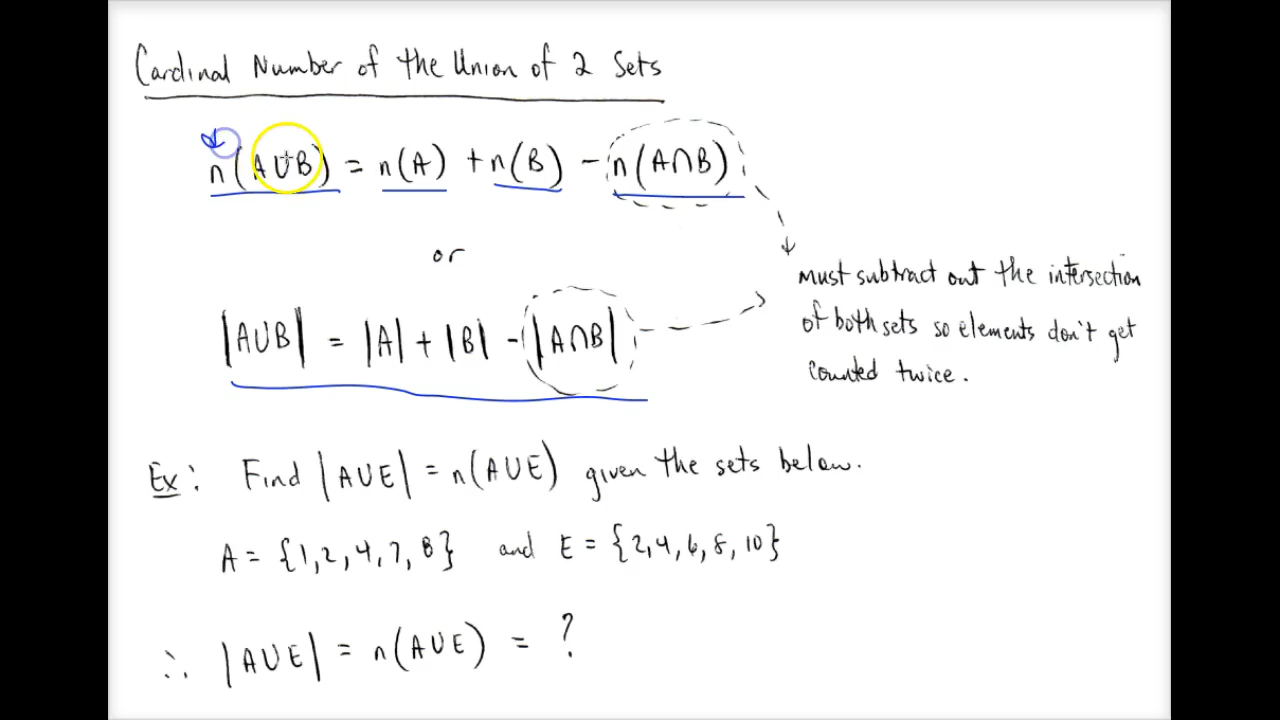 Cardinal Number of the Union of 2 Sets
n(A∪B) = n(A) + n(B) - n(A∩B)
or
|A∪B| = |A| + |B| - |A∩B|
must subtract out the intersection
of both sets so elements don't get
counted twice.
Ex: Find |A∪E| = n(A∪E) given the sets below.
A = {1,2,4,7,8} and E = {2,4,6,8,10}
∴ |A∪E| = n(A∪E) = ?